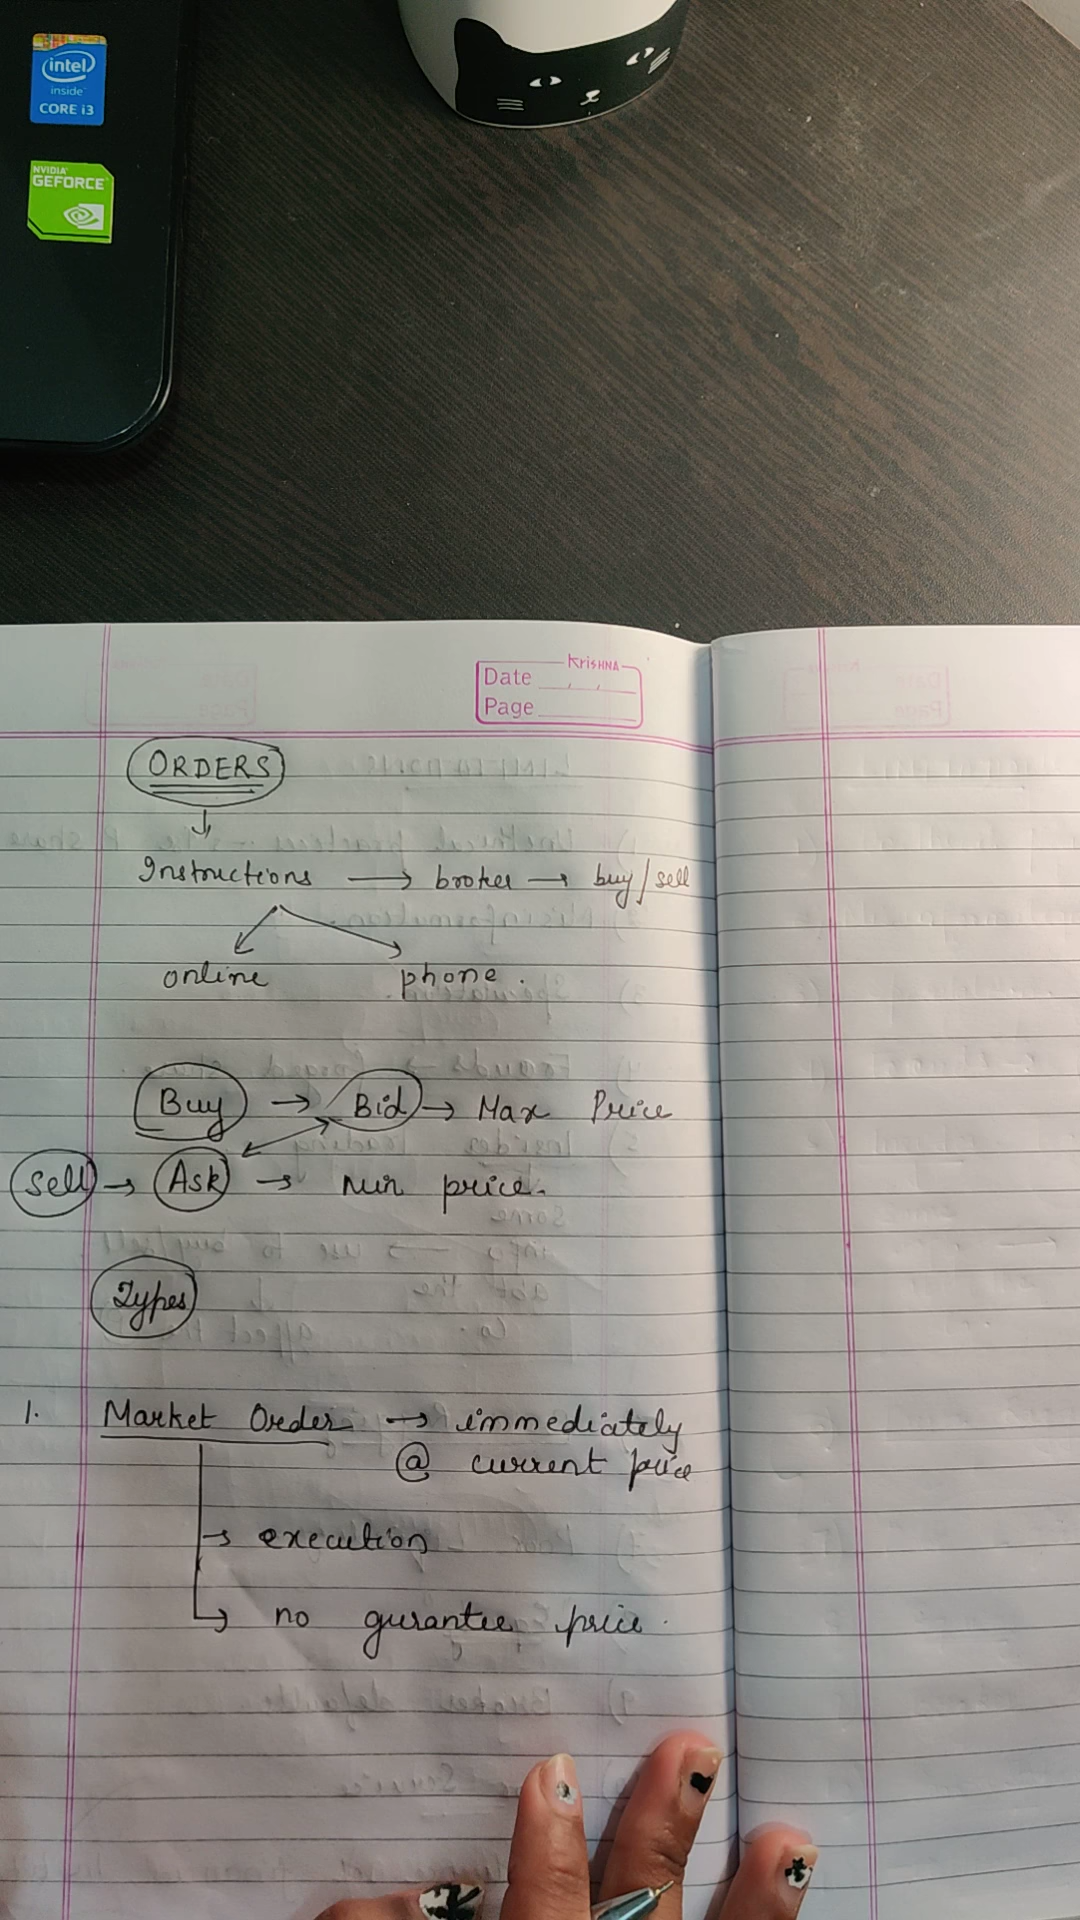 intel
inside
CORE i3
NVIDIA
GEFORCE
KRISHNA
Date
Page
ORDERS
Instructions → broker → buy/sell
online phone.
Buy → Bid → Max Price
Sell → Ask → Min price.
Types
1. Market Order → immediately
@ current price
→ execution
→ no gurantee price.